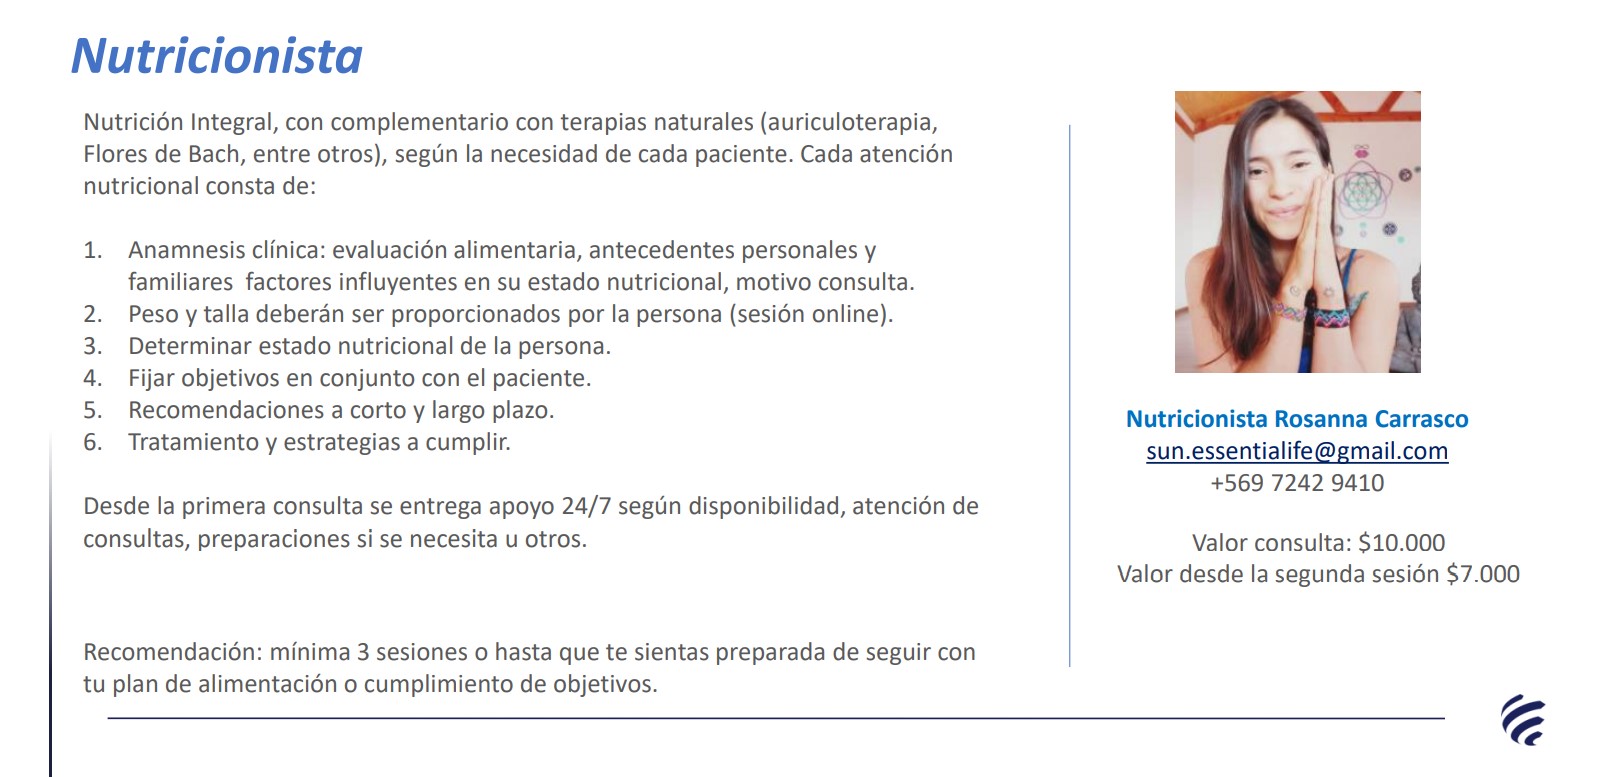 Nutricionista
Nutrición Integral, con complementario con terapias naturales (auriculoterapia,
Flores de Bach, entre otros), según la necesidad de cada paciente. Cada atención
nutricional consta de:
1. Anamnesis clínica: evaluación alimentaria, antecedentes personales y
familiares  factores influyentes en su estado nutricional, motivo consulta.
2. Peso y talla deberán ser proporcionados por la persona (sesión online).
3. Determinar estado nutricional de la persona.
4. Fijar objetivos en conjunto con el paciente.
5. Recomendaciones a corto y largo plazo.
6. Tratamiento y estrategias a cumplir.
Desde la primera consulta se entrega apoyo 24/7 según disponibilidad, atención de
consultas, preparaciones si se necesita u otros.
Recomendación: mínima 3 sesiones o hasta que te sientas preparada de seguir con
tu plan de alimentación o cumplimiento de objetivos.
Nutricionista Rosanna Carrasco
sun.essentialife@gmail.com
+569 7242 9410
Valor consulta: $10.000
Valor desde la segunda sesión $7.000